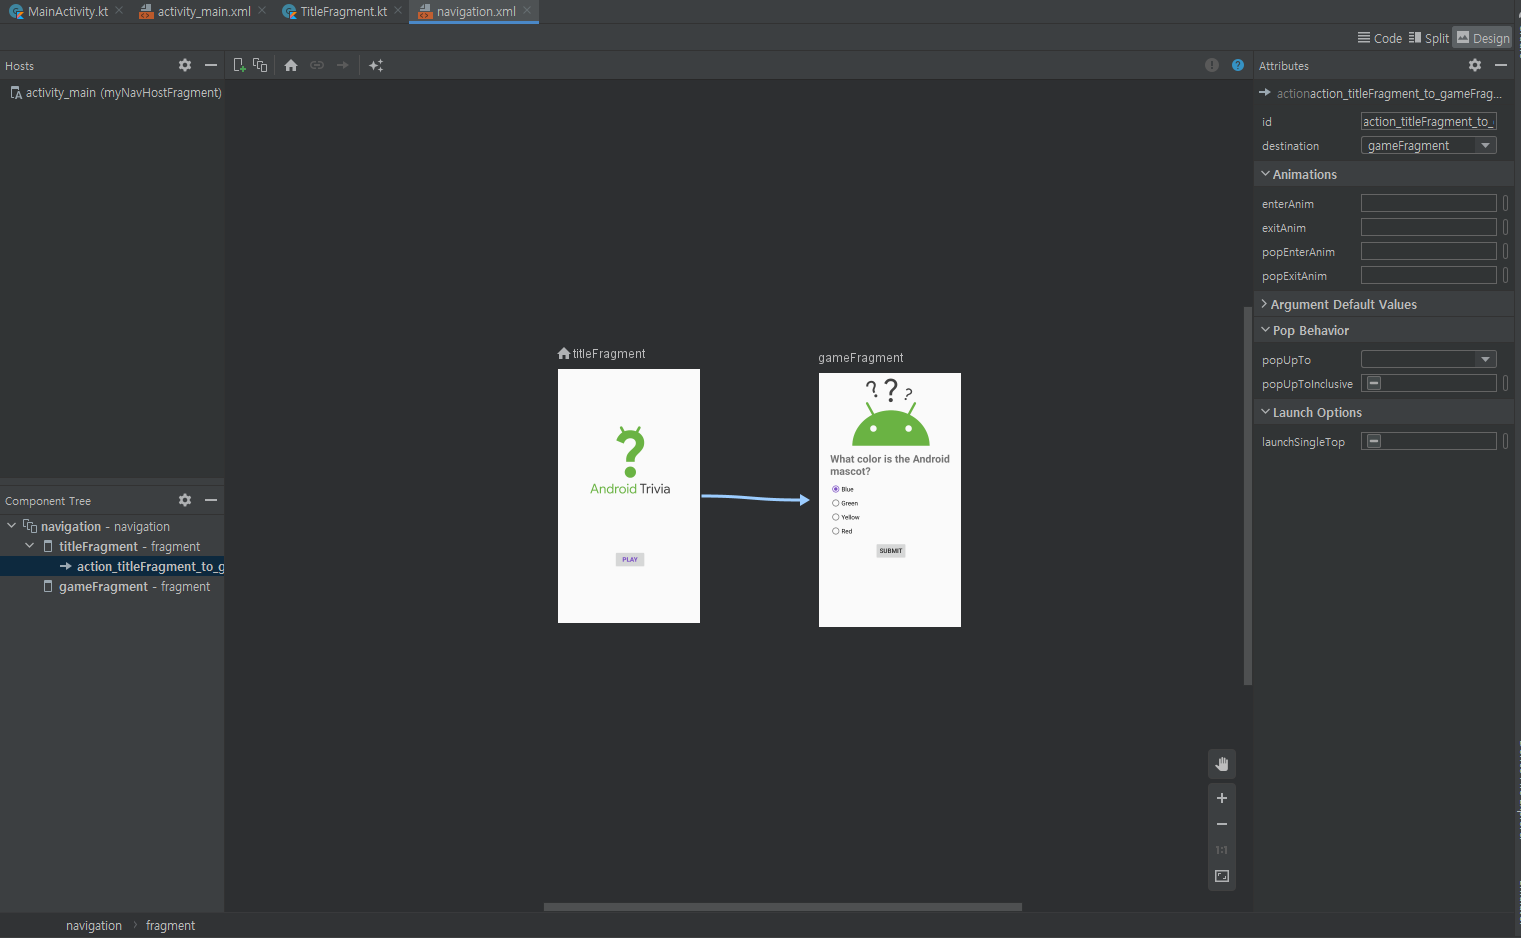 MainActivity.kt
activity_main.xml
TitleFragment.kt
navigation.xml
Code
Split
Design
Hosts
Attributes
activity_main (myNavHostFragment)
actionaction_titleFragment_to_gameFrag...
id
action_titleFragment_to_
destination
gameFragment
Animations
enterAnim
exitAnim
popEnterAnim
popExitAnim
Argument Default Values
Pop Behavior
popUpTo
popUpToInclusive
Launch Options
launchSingleTop
titleFragment
?
Android Trivia
PLAY
gameFragment
? ? ?
What color is the Android
mascot?
Blue
Green
Yellow
Red
SUBMIT
Component Tree
navigation - navigation
titleFragment - fragment
action_titleFragment_to_g
gameFragment - fragment
1:1
navigation › fragment